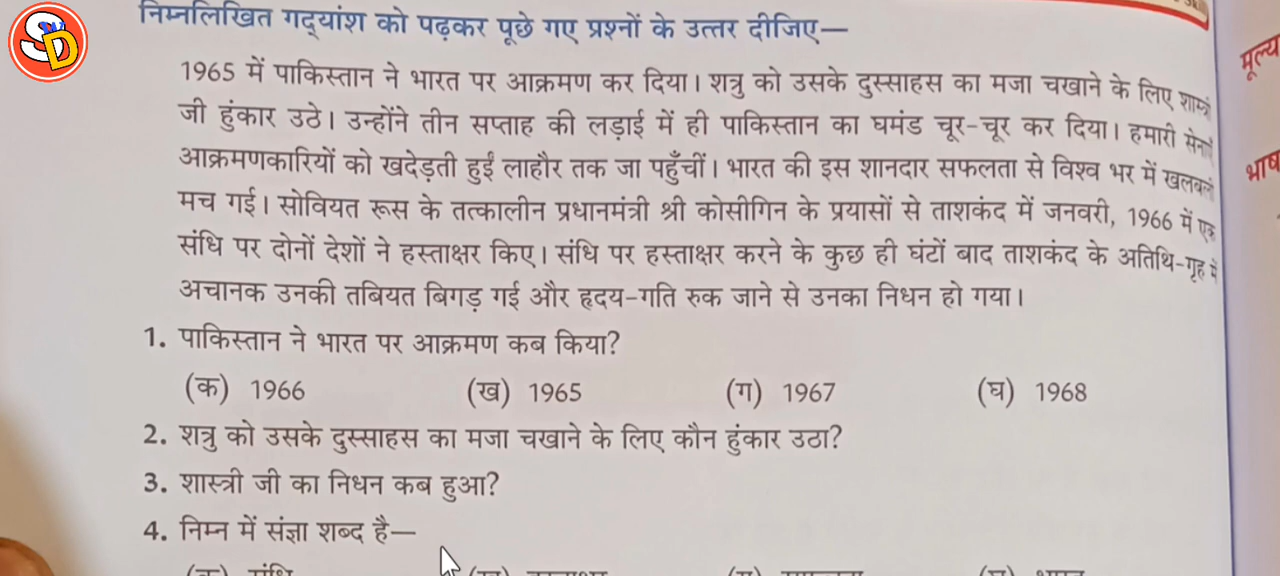 SD
निम्नलिखित गद्यांश को पढ़कर पूछे गए प्रश्नों के उत्तर दीजिए—
1965 में पाकिस्तान ने भारत पर आक्रमण कर दिया। शत्रु को उसके दुस्साहस का मजा चखाने के लिए शास्त्री
जी हुंकार उठे। उन्होंने तीन सप्ताह की लड़ाई में ही पाकिस्तान का घमंड चूर-चूर कर दिया। हमारी सेनाएँ
आक्रमणकारियों को खदेड़ती हुईं लाहौर तक जा पहुँचीं। भारत की इस शानदार सफलता से विश्व भर में खलबली
मच गई। सोवियत रूस के तत्कालीन प्रधानमंत्री श्री कोसीगिन के प्रयासों से ताशकंद में जनवरी, 1966 में एक
संधि पर दोनों देशों ने हस्ताक्षर किए। संधि पर हस्ताक्षर करने के कुछ ही घंटों बाद ताशकंद के अतिथि-गृह में
अचानक उनकी तबियत बिगड़ गई और हृदय-गति रुक जाने से उनका निधन हो गया।
1. पाकिस्तान ने भारत पर आक्रमण कब किया?
(क) 1966 (ख) 1965 (ग) 1967 (घ) 1968
2. शत्रु को उसके दुस्साहस का मजा चखाने के लिए कौन हुंकार उठा?
3. शास्त्री जी का निधन कब हुआ?
4. निम्न में संज्ञा शब्द है—
(क) संधि
मूल्य
भाष